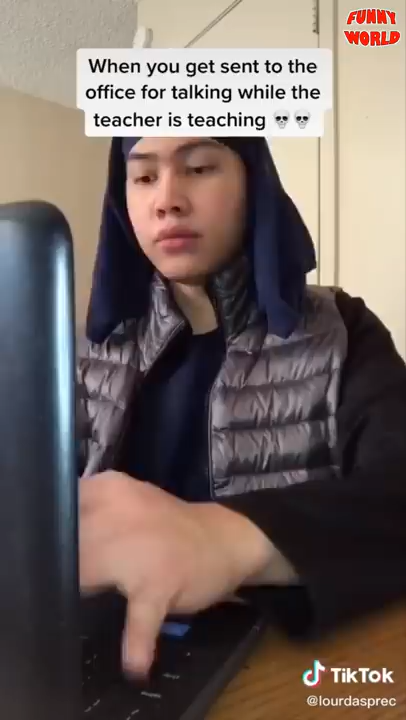 FUNNY
WORLD
When you get sent to the
office for talking while the
teacher is teaching 💀💀
TikTok
@lourdasprec